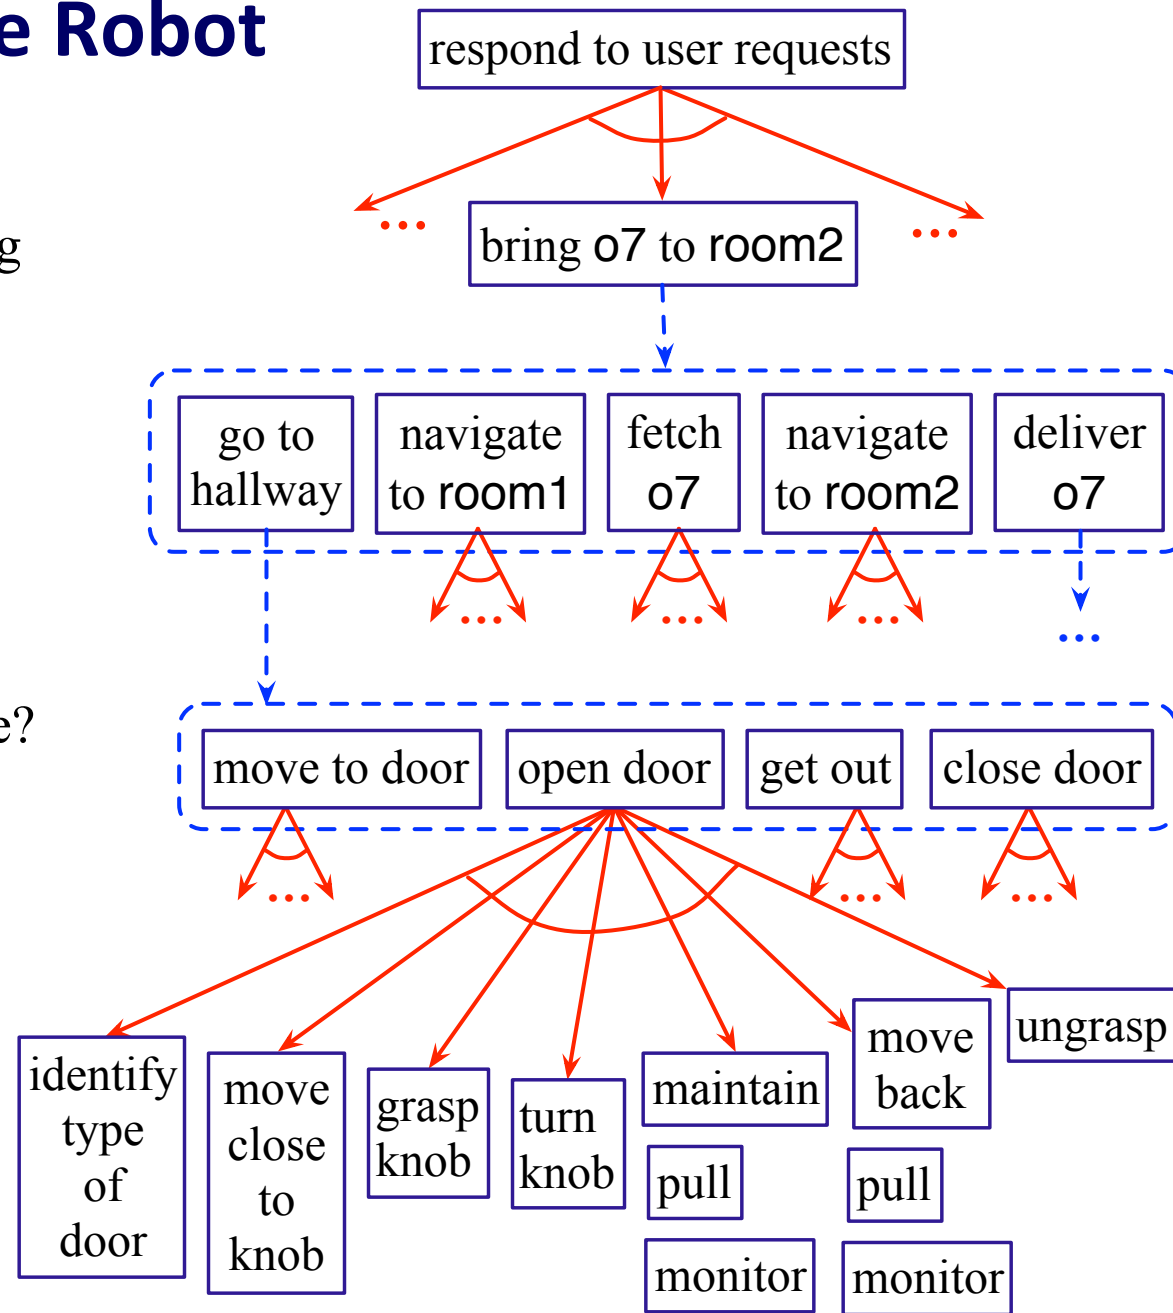 e Robot
respond to user requests
... ...
g
bring o7 to room2
go to
hallway
navigate
to room1
fetch
o7
navigate
to room2
deliver
o7
... ... ...
...
e?
move to door
open door
get out
close door
... ... ...
identify
type
of
door
move
close
to
knob
grasp
knob
turn
knob
maintain
pull
monitor
move
back
pull
monitor
ungrasp